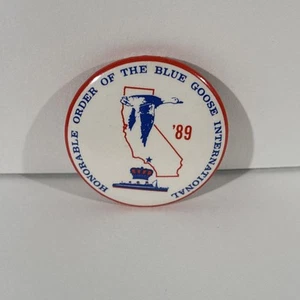 HONORABLE ORDER OF THE BLUE GOOSE INTERNATIONAL
'89